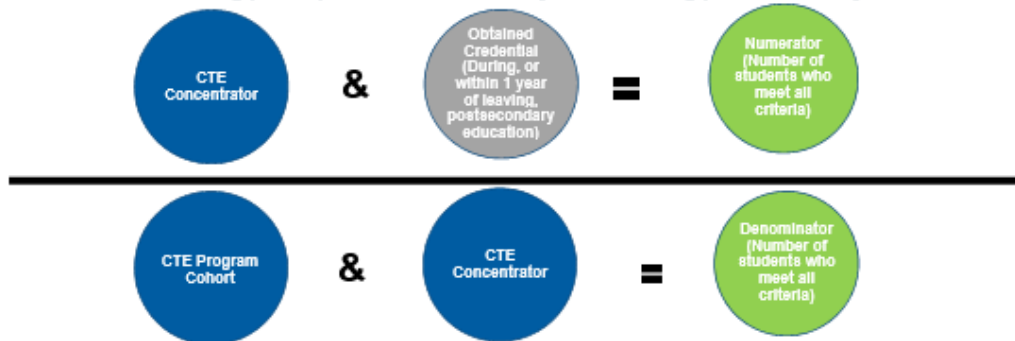 CTE
Concentrator
&
Obtained
Credential
(During, or
within 1 year
of leaving,
postsecondary
education)
=
Numerator
(Number of
students who
meet all
criteria)
CTE Program
Cohort
&
CTE
Concentrator
=
Denominator
(Number of
students who
meet all
criteria)